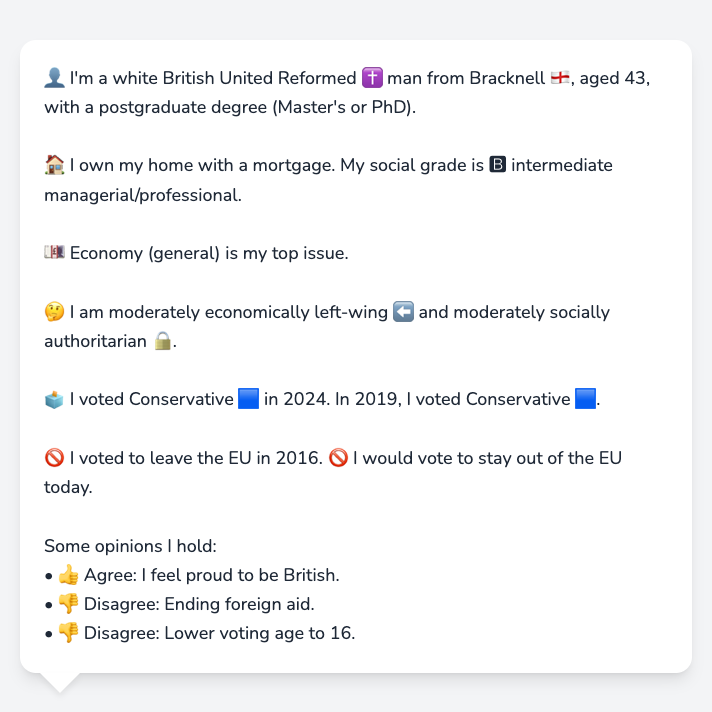 👤 I'm a white British United Reformed ✝️ man from Bracknell 🏴󠁧󠁢󠁥󠁮󠁧󠁿, aged 43,
with a postgraduate degree (Master's or PhD).
🏠 I own my home with a mortgage. My social grade is 🅱 intermediate
managerial/professional.
💷 Economy (general) is my top issue.
🤔 I am moderately economically left-wing ⬅️ and moderately socially
authoritarian 🔒.
🗳️ I voted Conservative 🟦 in 2024. In 2019, I voted Conservative 🟦.
🚫 I voted to leave the EU in 2016. 🚫 I would vote to stay out of the EU
today.
Some opinions I hold:
• 👍 Agree: I feel proud to be British.
• 👎 Disagree: Ending foreign aid.
• 👎 Disagree: Lower voting age to 16.